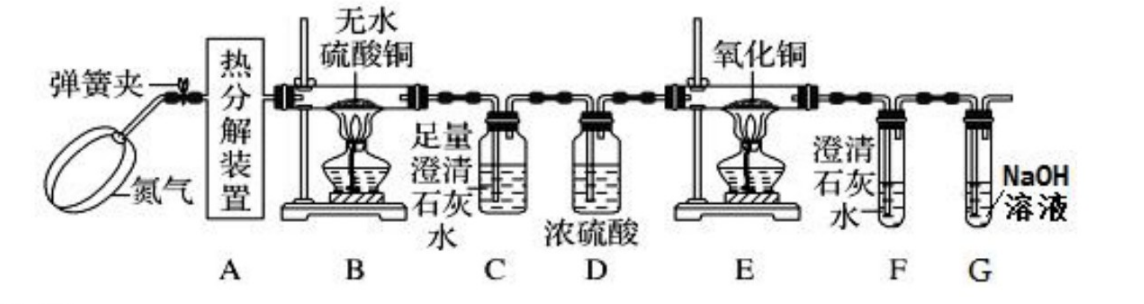 无水
硫酸铜
氧化铜
弹簧夹
热分解装置
氮气
足量
澄清
石灰
水
浓硫酸
澄清
石灰
水
NaOH
溶液
A
B
C
D
E
F
G